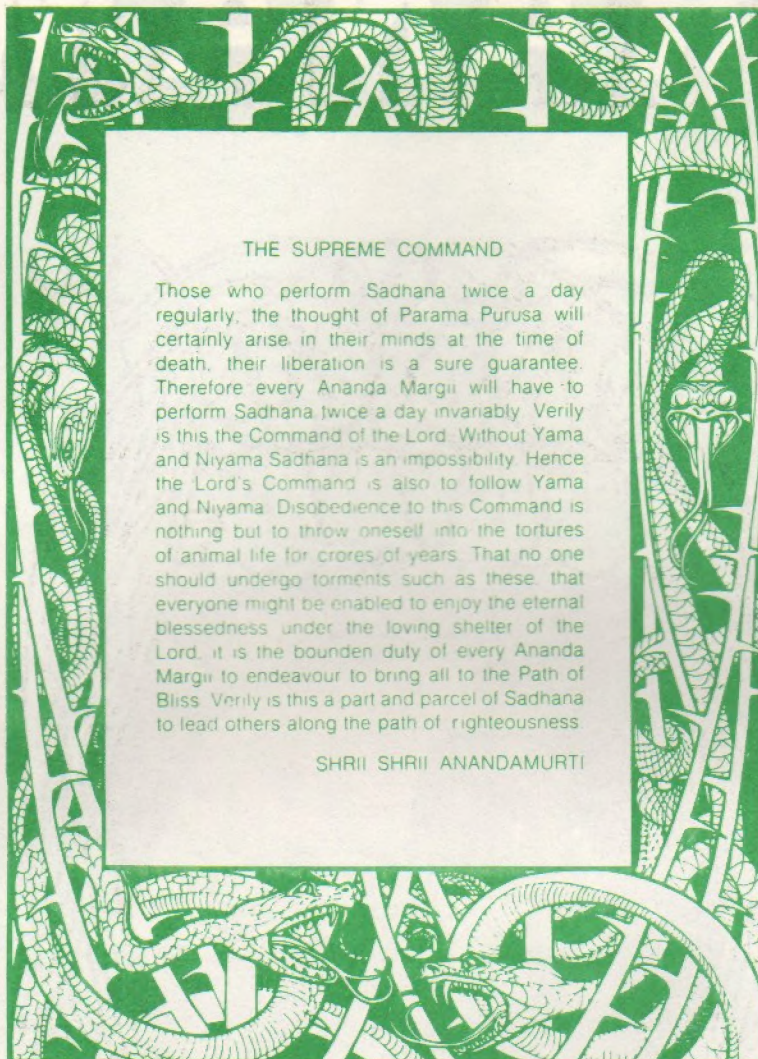 THE SUPREME COMMAND
Those who perform Sadhana twice a day
regularly, the thought of Parama Purusa will
certainly arise in their minds at the time of
death, their liberation is a sure guarantee.
Therefore every Ananda Margii will have to
perform Sadhana twice a day invariably. Verily
is this the Command of the Lord. Without Yama
and Niyama Sadhana is an impossibility. Hence
the Lord's Command is also to follow Yama
and Niyama. Disobedience to this Command is
nothing but to throw oneself into the tortures
of animal life for crores of years. That no one
should undergo torments such as these, that
everyone might be enabled to enjoy the eternal
blessedness under the loving shelter of the
Lord, it is the bounden duty of every Ananda
Margii to endeavour to bring all to the Path of
Bliss. Verily is this a part and parcel of Sadhana
to lead others along the path of righteousness.
SHRII SHRII ANANDAMURTI